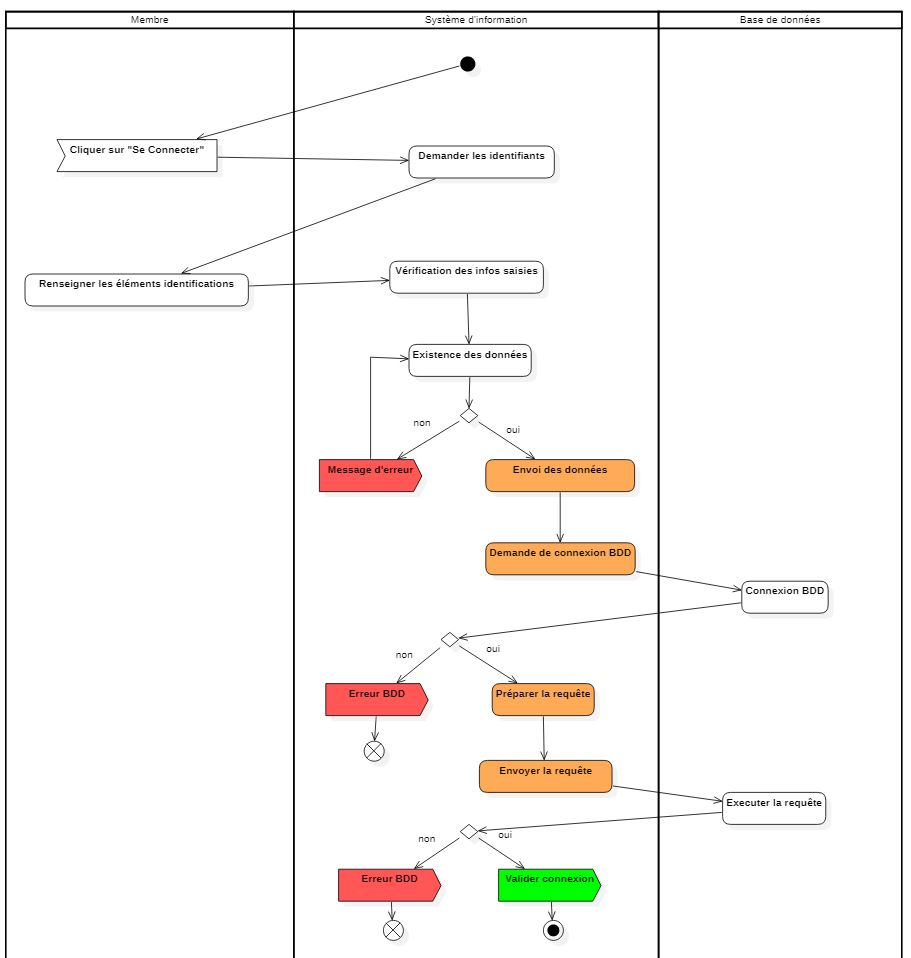 Membre
Système d'information
Base de données
Cliquer sur "Se Connecter"
Demander les identifiants
Renseigner les éléments identifications
Vérification des infos saisies
Existence des données
non
oui
Message d'erreur
Envoi des données
Demande de connexion BDD
Connexion BDD
non
oui
Erreur BDD
Préparer la requête
Envoyer la requête
Executer la requête
non
oui
Erreur BDD
Valider connexion